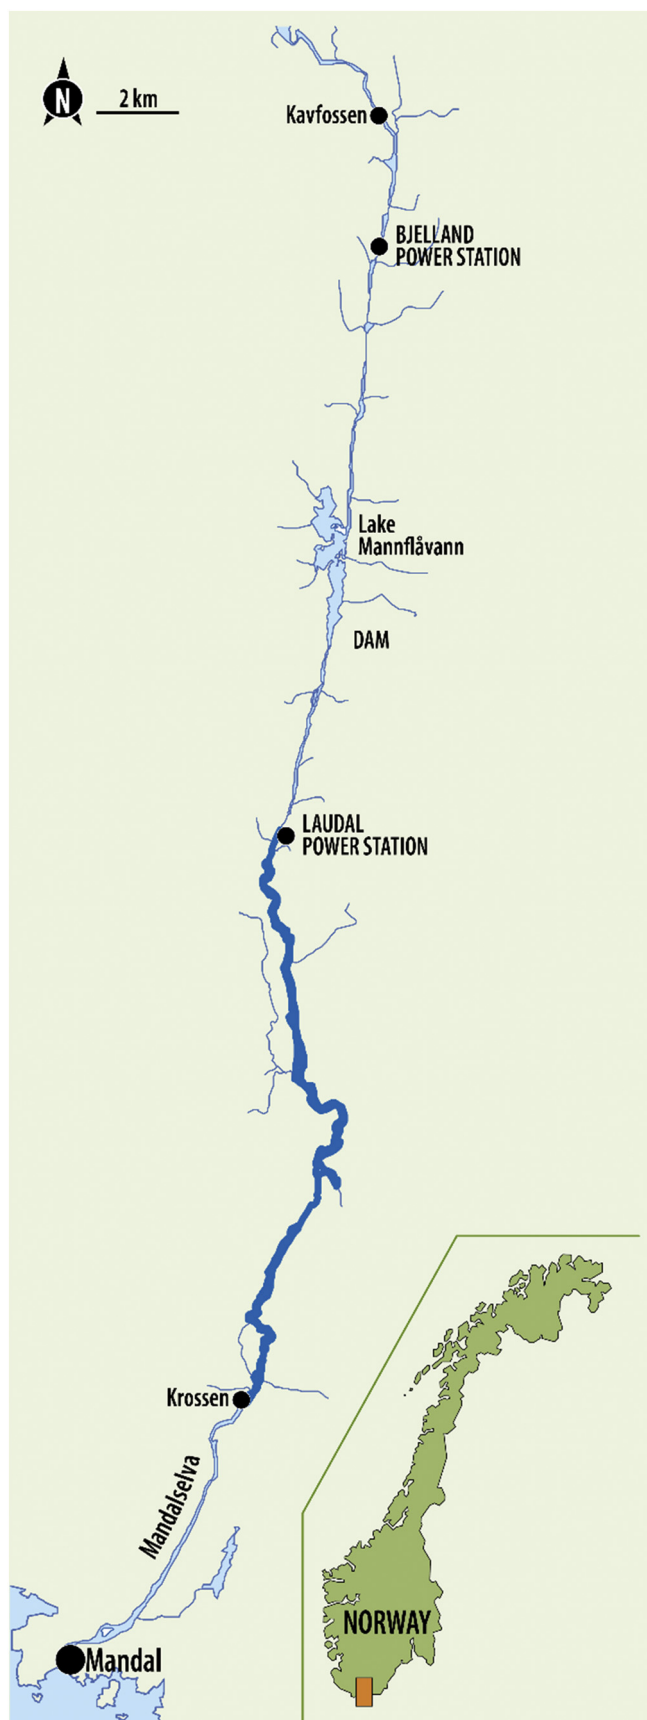 N
2 km
Kavfossen
BJELLAND
POWER STATION
Lake
Mannflåvann
DAM
LAUDAL
POWER STATION
Krossen
Mandalselva
Mandal
NORWAY